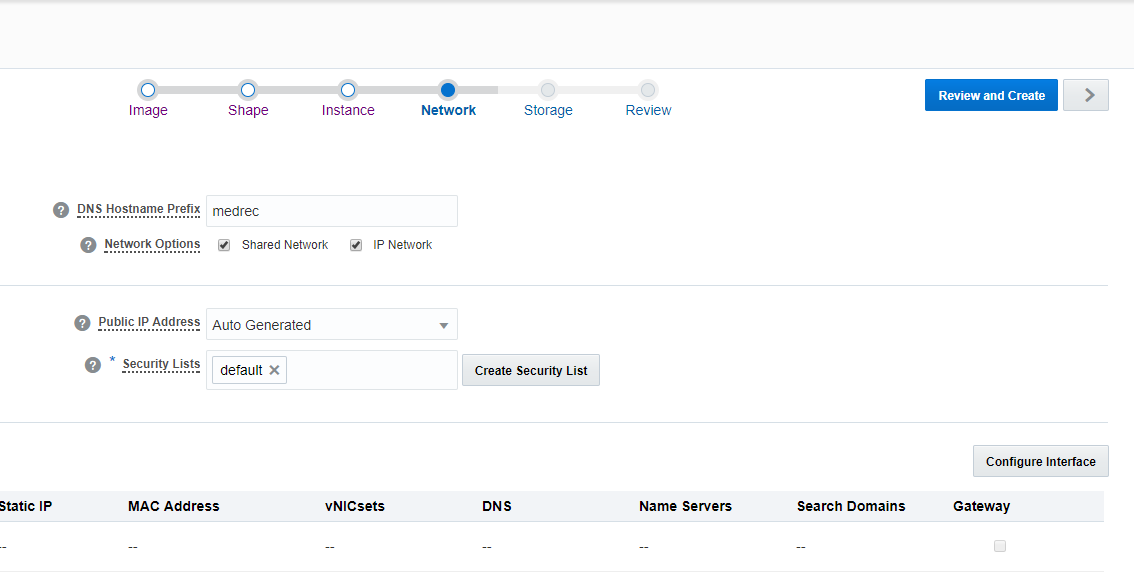 Image Shape Instance Network Storage Review
Review and Create
? DNS Hostname Prefix medrec
? Network Options Shared Network IP Network
? Public IP Address Auto Generated
? * Security Lists default Create Security List
Configure Interface
Static IP MAC Address vNICsets DNS Name Servers Search Domains Gateway
-- -- -- -- -- --